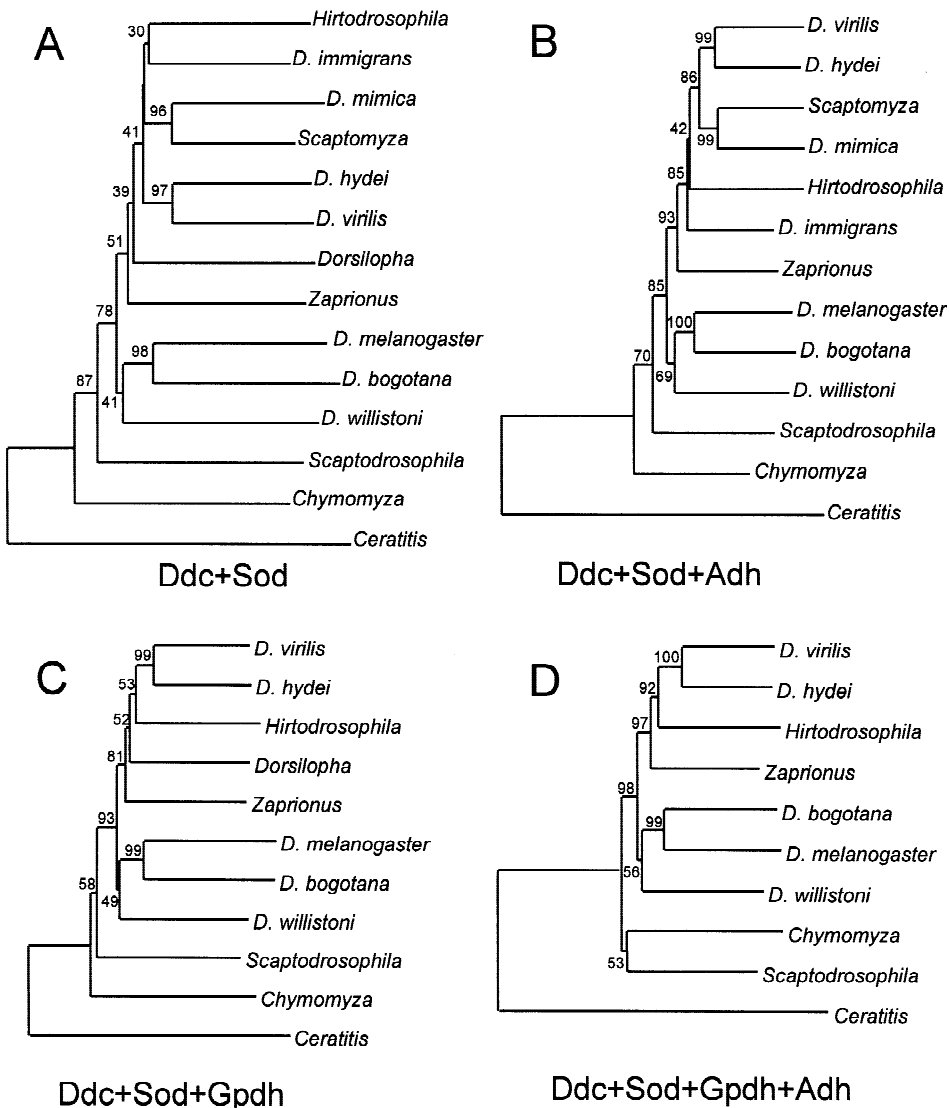 A
30
Hirtodrosophila
D. immigrans
96
D. mimica
Scaptomyza
41
97
D. hydei
D. virilis
39
Dorsilopha
51
Zaprionus
78
98
D. melanogaster
D. bogotana
87
41
D. willistoni
Scaptodrosophila
Chymomyza
Ceratitis
Ddc+Sod
B
99
D. virilis
D. hydei
86
Scaptomyza
99
D. mimica
42
Hirtodrosophila
85
D. immigrans
93
Zaprionus
85
100
D. melanogaster
D. bogotana
70
69
D. willistoni
Scaptodrosophila
Chymomyza
Ceratitis
Ddc+Sod+Adh
C
99
D. virilis
D. hydei
53
Hirtodrosophila
52
Dorsilopha
81
Zaprionus
93
99
D. melanogaster
D. bogotana
58
49
D. willistoni
Scaptodrosophila
Chymomyza
Ceratitis
Ddc+Sod+Gpdh
D
100
D. virilis
D. hydei
92
Hirtodrosophila
97
Zaprionus
98
99
D. bogotana
D. melanogaster
56
D. willistoni
Chymomyza
53
Scaptodrosophila
Ceratitis
Ddc+Sod+Gpdh+Adh